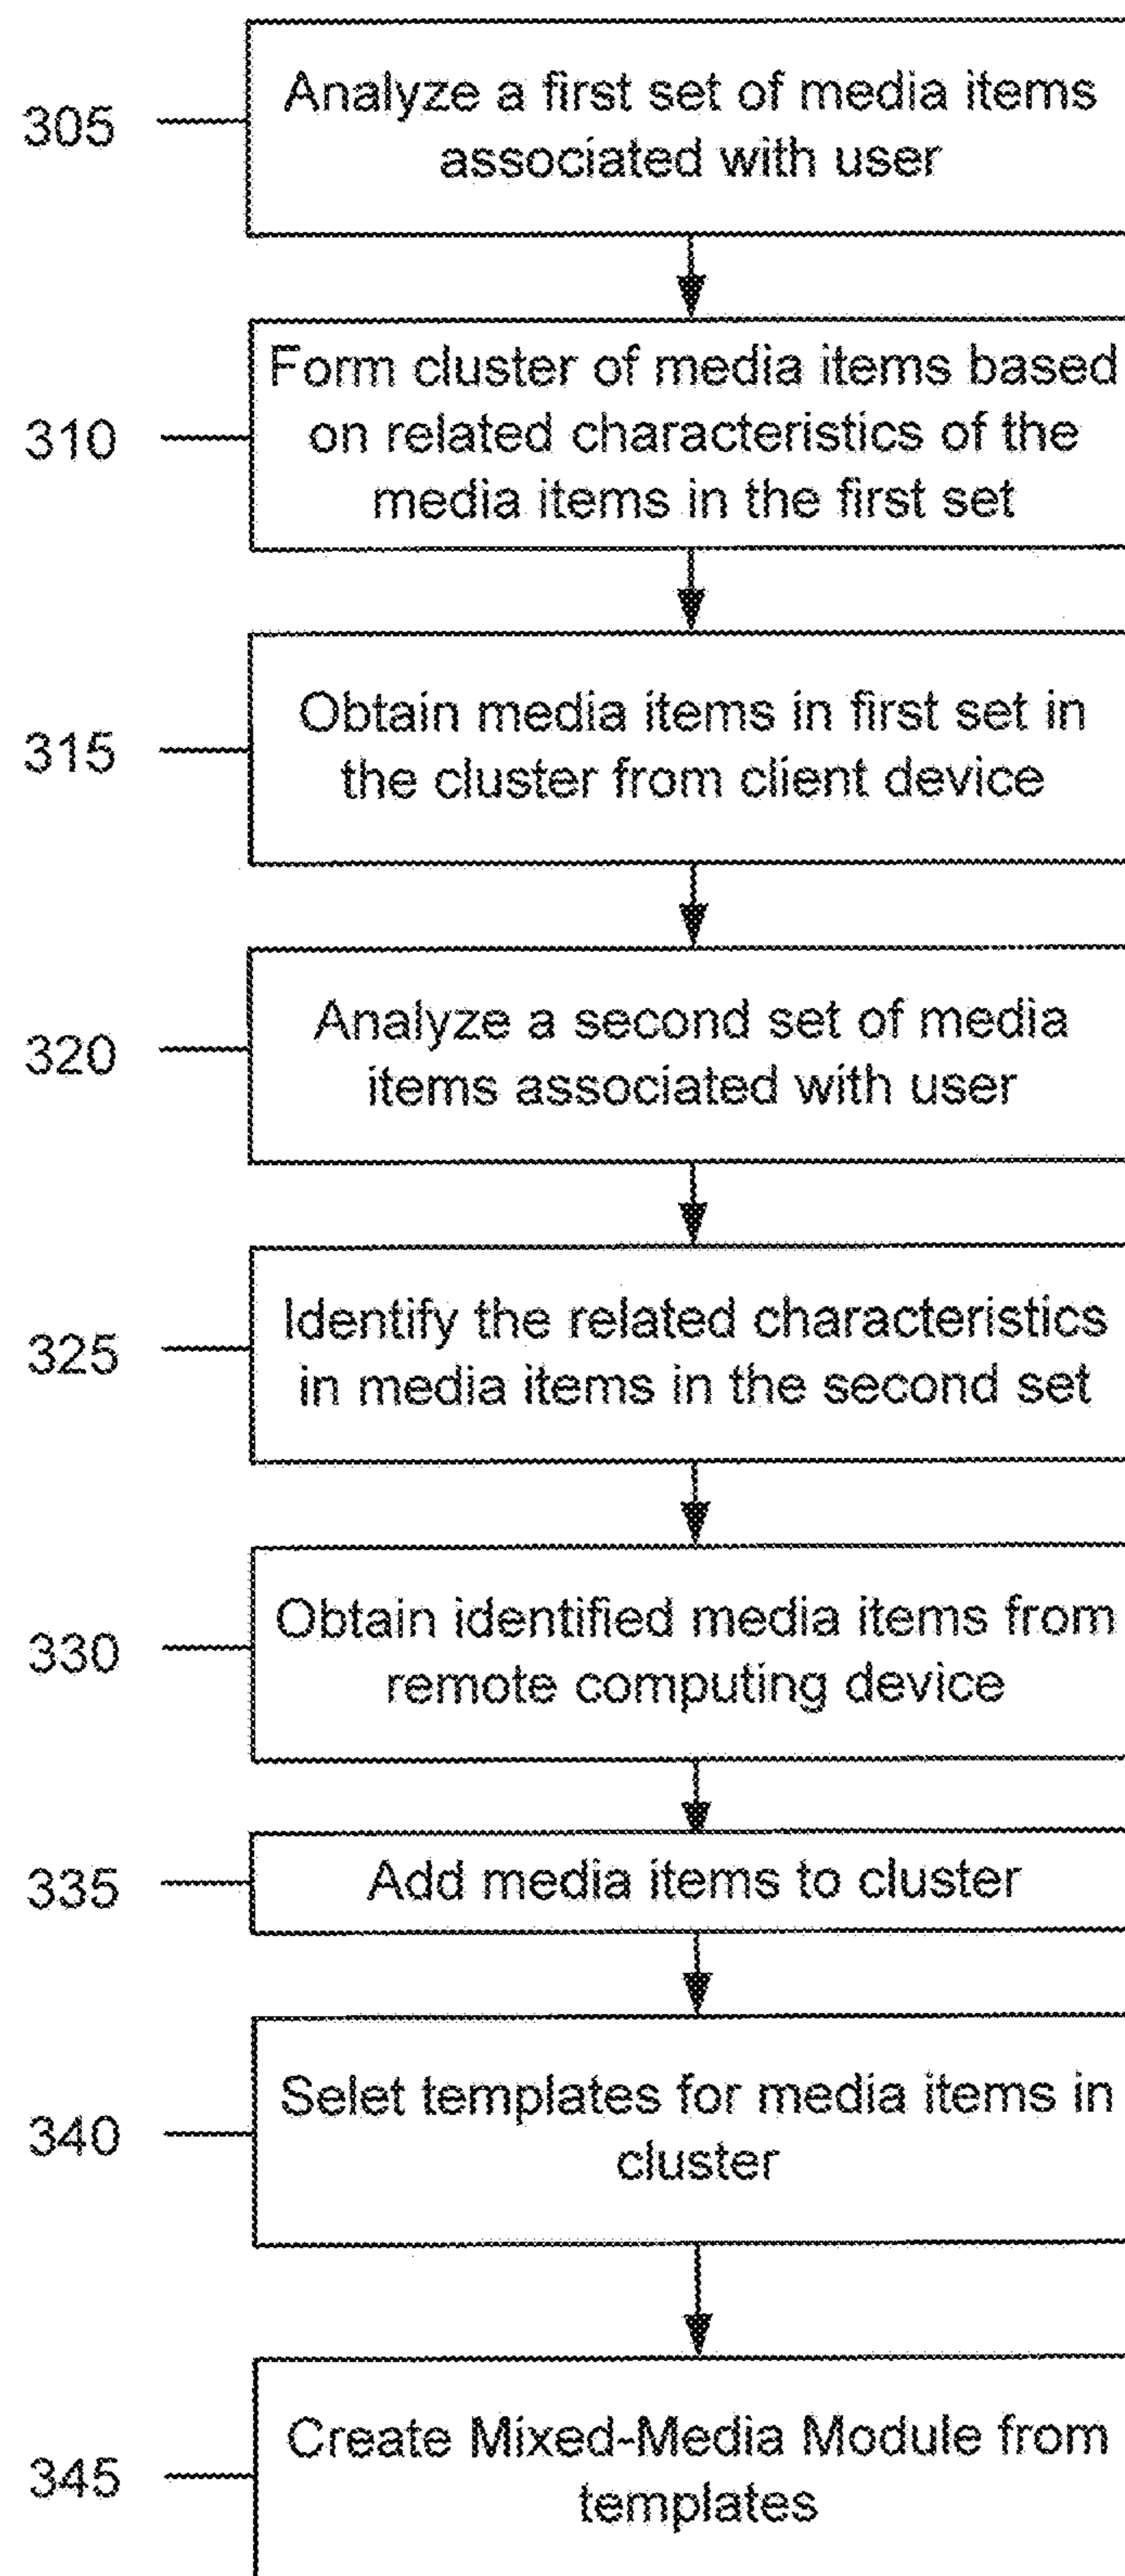 305
Analyze a first set of media items
associated with user
310
Form cluster of media items based
on related characteristics of the
media items in the first set
315
Obtain media items in first set in
the cluster from client device
320
Analyze a second set of media
items associated with user
325
Identify the related characteristics
in media items in the second set
330
Obtain identified media items from
remote computing device
335
Add media items to cluster
340
Selet templates for media items in
cluster
345
Create Mixed-Media Module from
templates